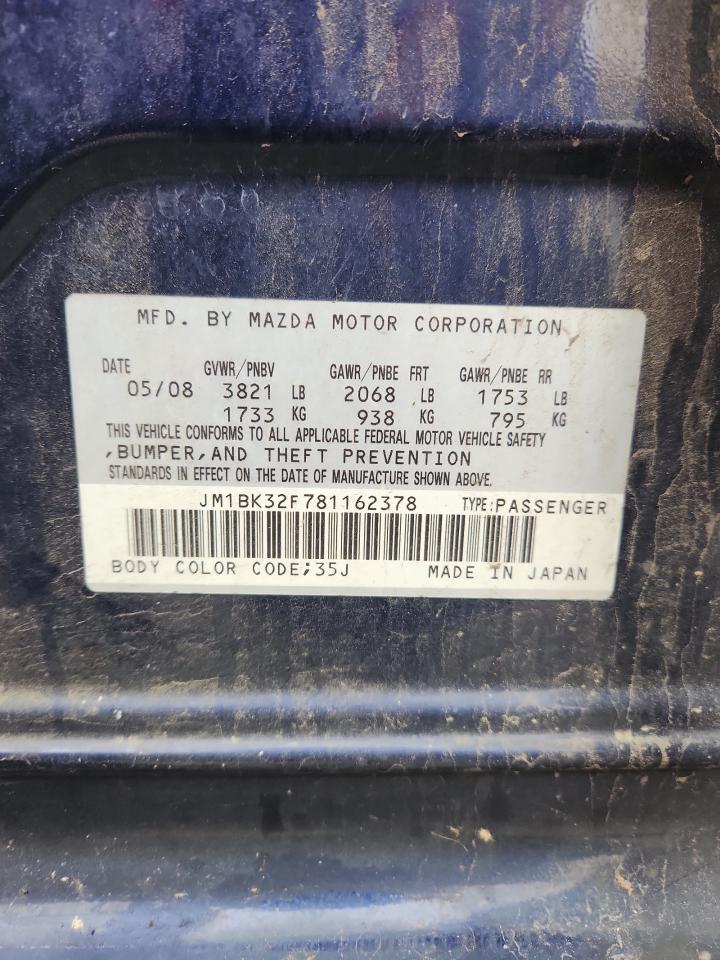 MFD. BY MAZDA MOTOR CORPORATION
DATE GVWR/PNBV GAWR/PNBE FRT GAWR/PNBE RR
05/08 3821 LB 2068 LB 1753 LB
1733 KG 938 KG 795 KG
THIS VEHICLE CONFORMS TO ALL APPLICABLE FEDERAL MOTOR VEHICLE SAFETY
,BUMPER,AND THEFT PREVENTION
STANDARDS IN EFFECT ON THE DATE OF MANUFACTURE SHOWN ABOVE.
JM1BK32F781162378 TYPE:PASSENGER
BODY COLOR CODE;35J MADE IN JAPAN